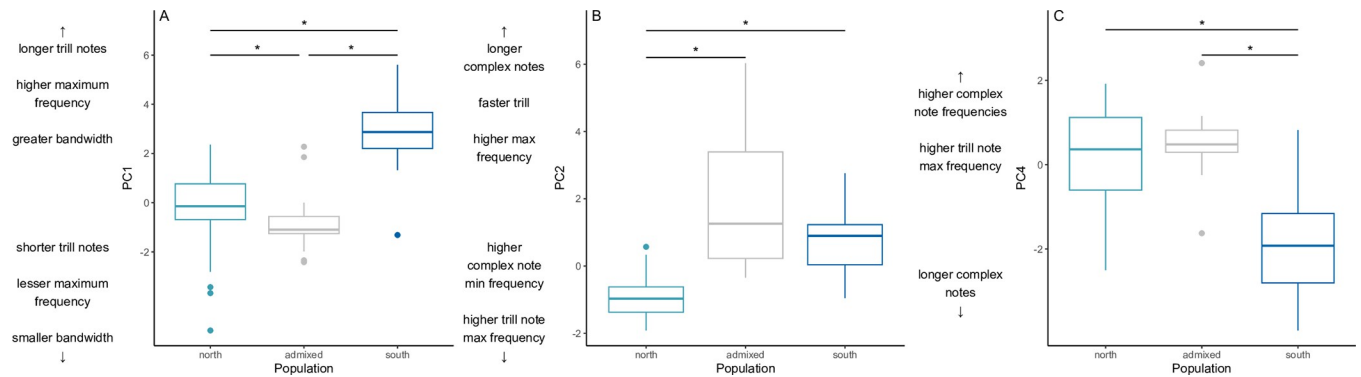 A
↑
longer trill notes
higher maximum
frequency
greater bandwidth
shorter trill notes
lesser maximum
frequency
smaller bandwidth
↓
PC1
6
4
2
0
-2
*
*
*
north
admixed
south
Population
B
↑
longer
complex notes
faster trill
higher max
frequency
higher
complex note
min frequency
higher trill note
max frequency
↓
PC2
6
4
2
0
-2
*
*
north
admixed
south
Population
C
↑
higher complex
note frequencies
higher trill note
max frequency
longer complex
notes
↓
PC4
2
0
-2
*
*
north
admixed
south
Population